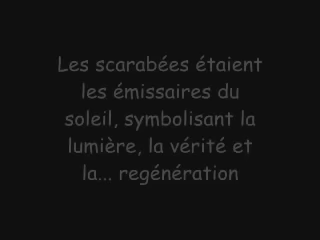 Les scarabées étaient
les émissaires du
soleil, symbolisant la
lumière, la vérité et
la... regénération